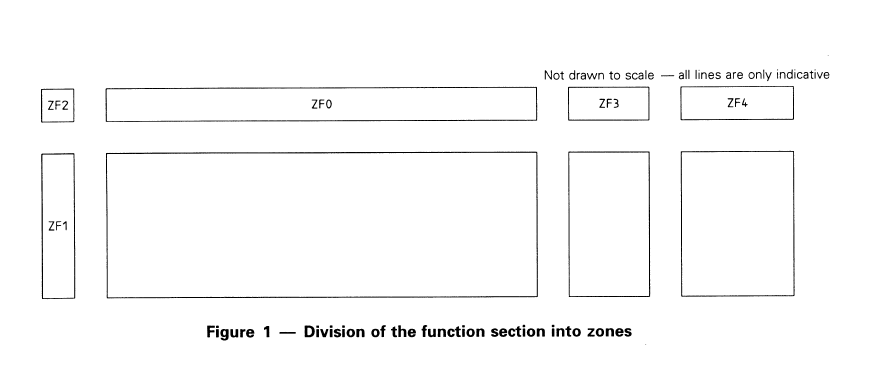 Not drawn to scale — all lines are only indicative
ZF2
ZF0
ZF3
ZF4
ZF1
Figure 1 — Division of the function section into zones